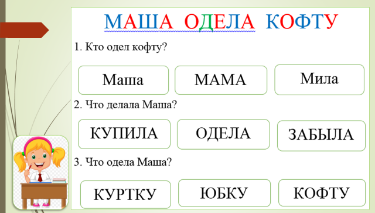 МАША ОДЕЛА КОФТУ
1. Кто одел кофту?
Маша МАМА Мила
2. Что делала Маша?
КУПИЛА ОДЕЛА ЗАБЫЛА
3. Что одела Маша?
КУРТКУ ЮБКУ КОФТУ